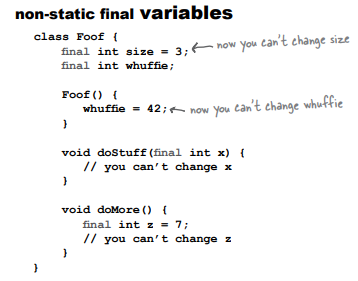 non-static final variables
class Foof {
final int size = 3; now you can't change size
final int whuffie;
Foof() {
whuffie = 42; now you can't change whuffie
}
void doStuff(final int x) {
// you can't change x
}
void doMore() {
final int z = 7;
// you can't change z
}
}